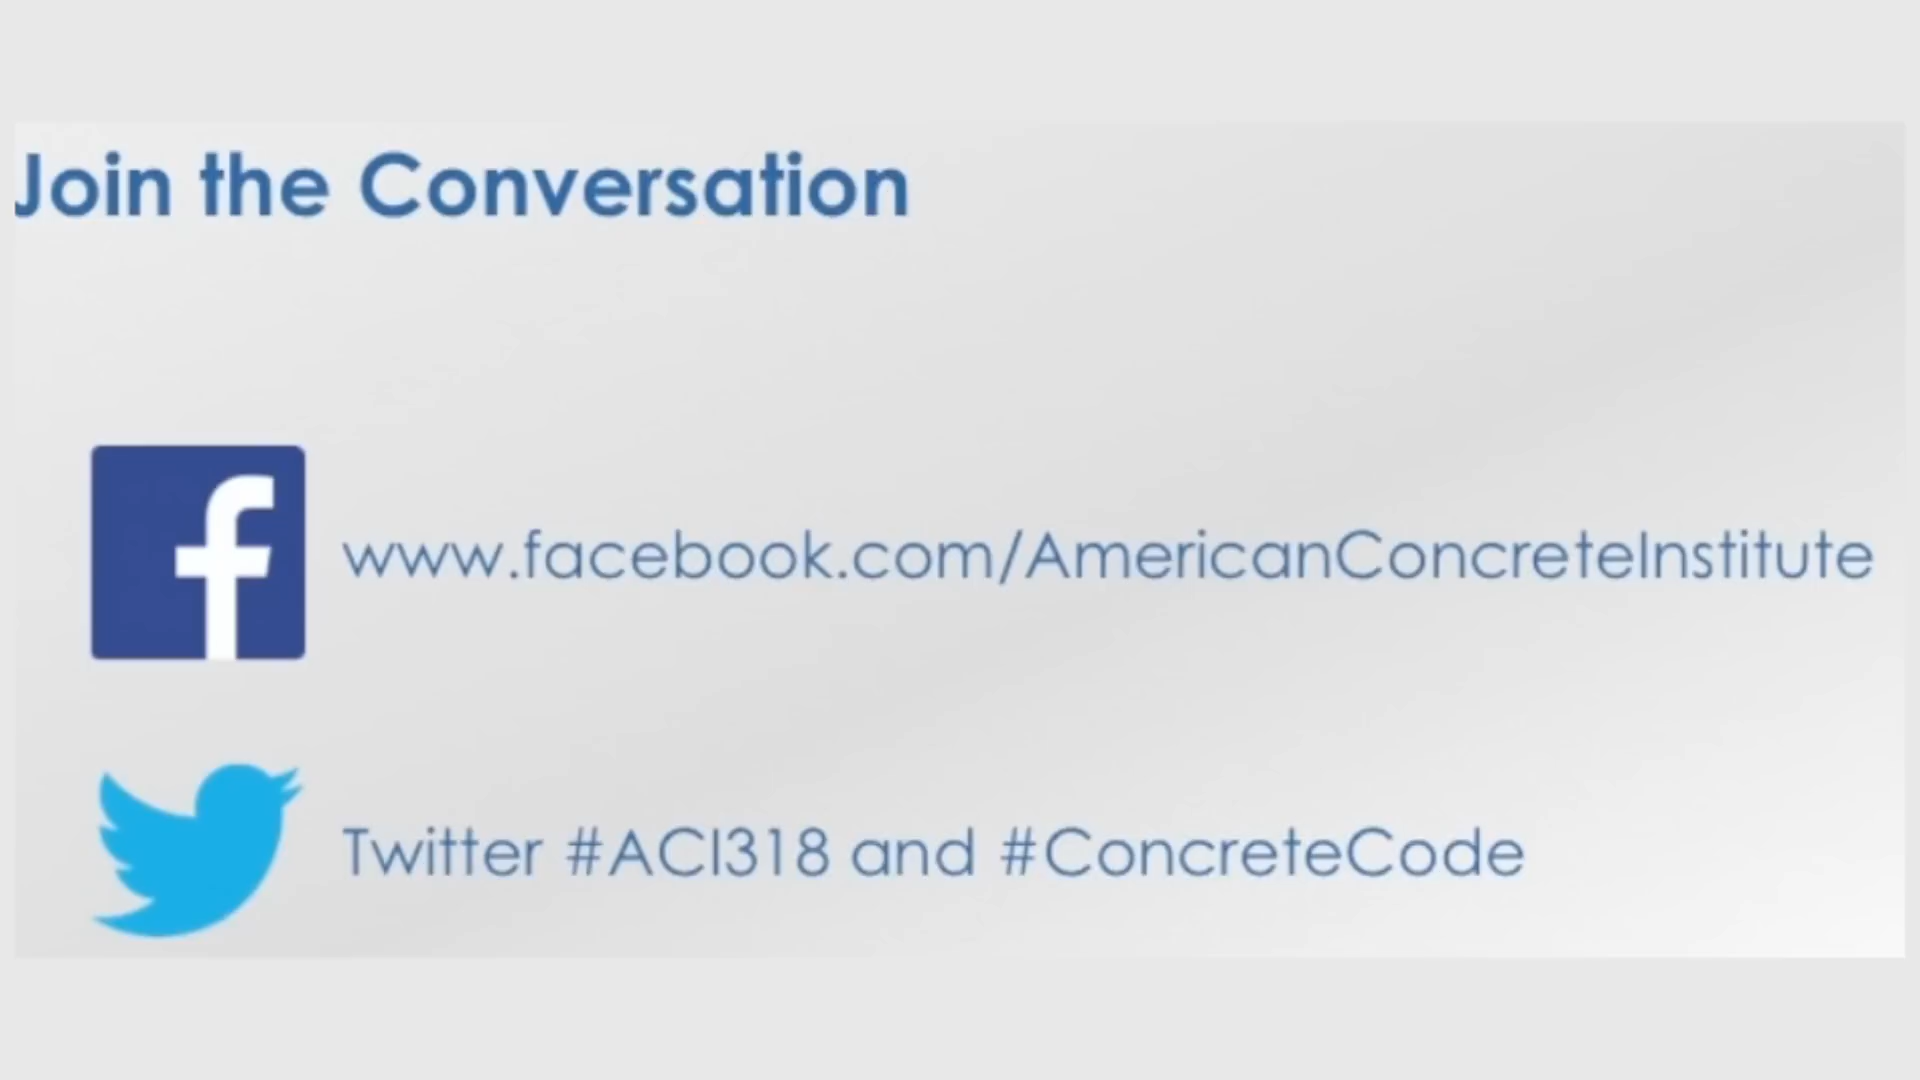 Join the Conversation
www.facebook.com/AmericanConcreteInstitute
Twitter #ACI318 and #ConcreteCode